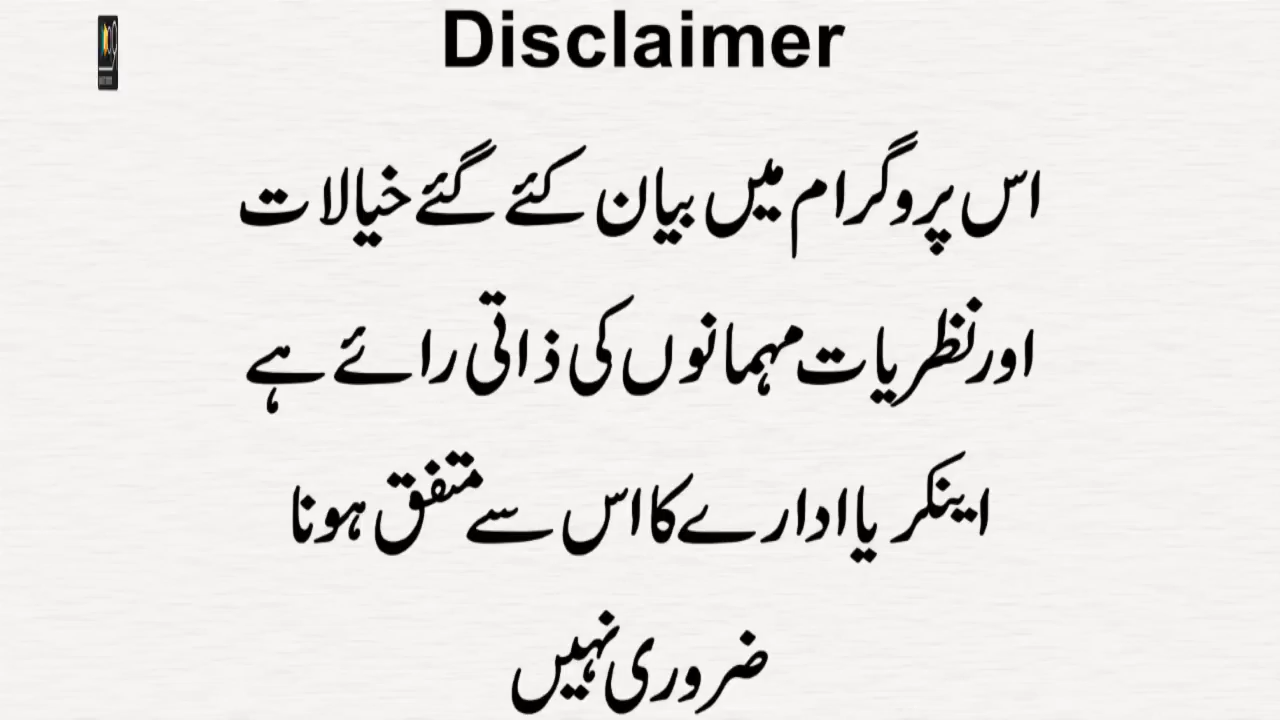 Disclaimer
اس پروگرام میں بیان کئے گئے خیالات
اور نظریات مہمانوں کی ذاتی رائے ہے
اینکر یا ادارے کا اس سے متفق ہونا
ضروری نہیں